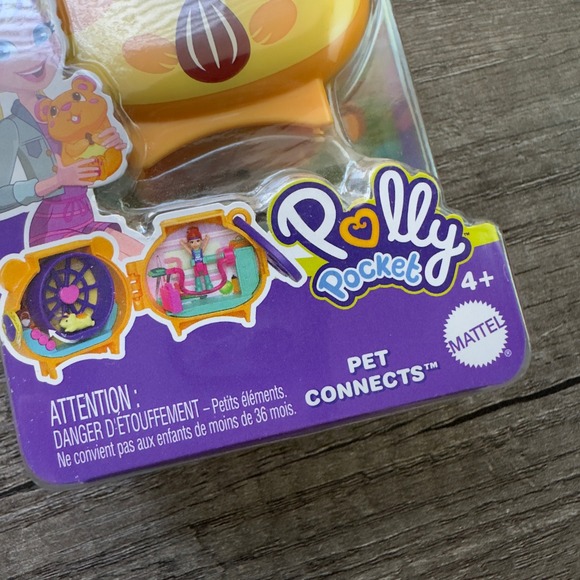 Polly
Pocket
4+
MATTEL®
PET
CONNECTS™
ATTENTION :
DANGER D'ÉTOUFFEMENT – Petits éléments.
Ne convient pas aux enfants de moins de 36 mois.